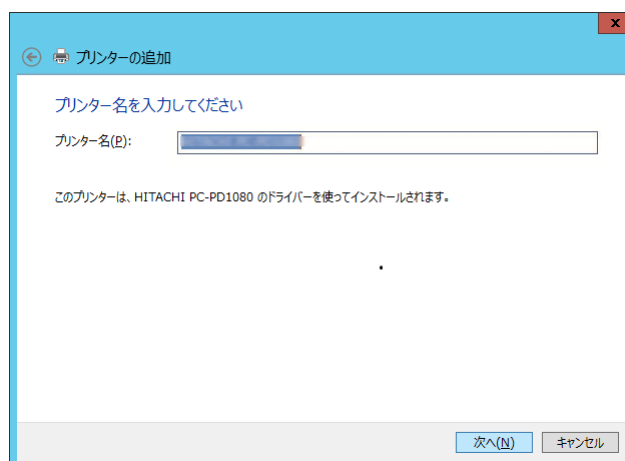 x
プリンターの追加
プリンター名を入力してください
プリンター名(P):
このプリンターは、HITACHI PC-PD1080 のドライバーを使ってインストールされます。
次へ(N) キャンセル